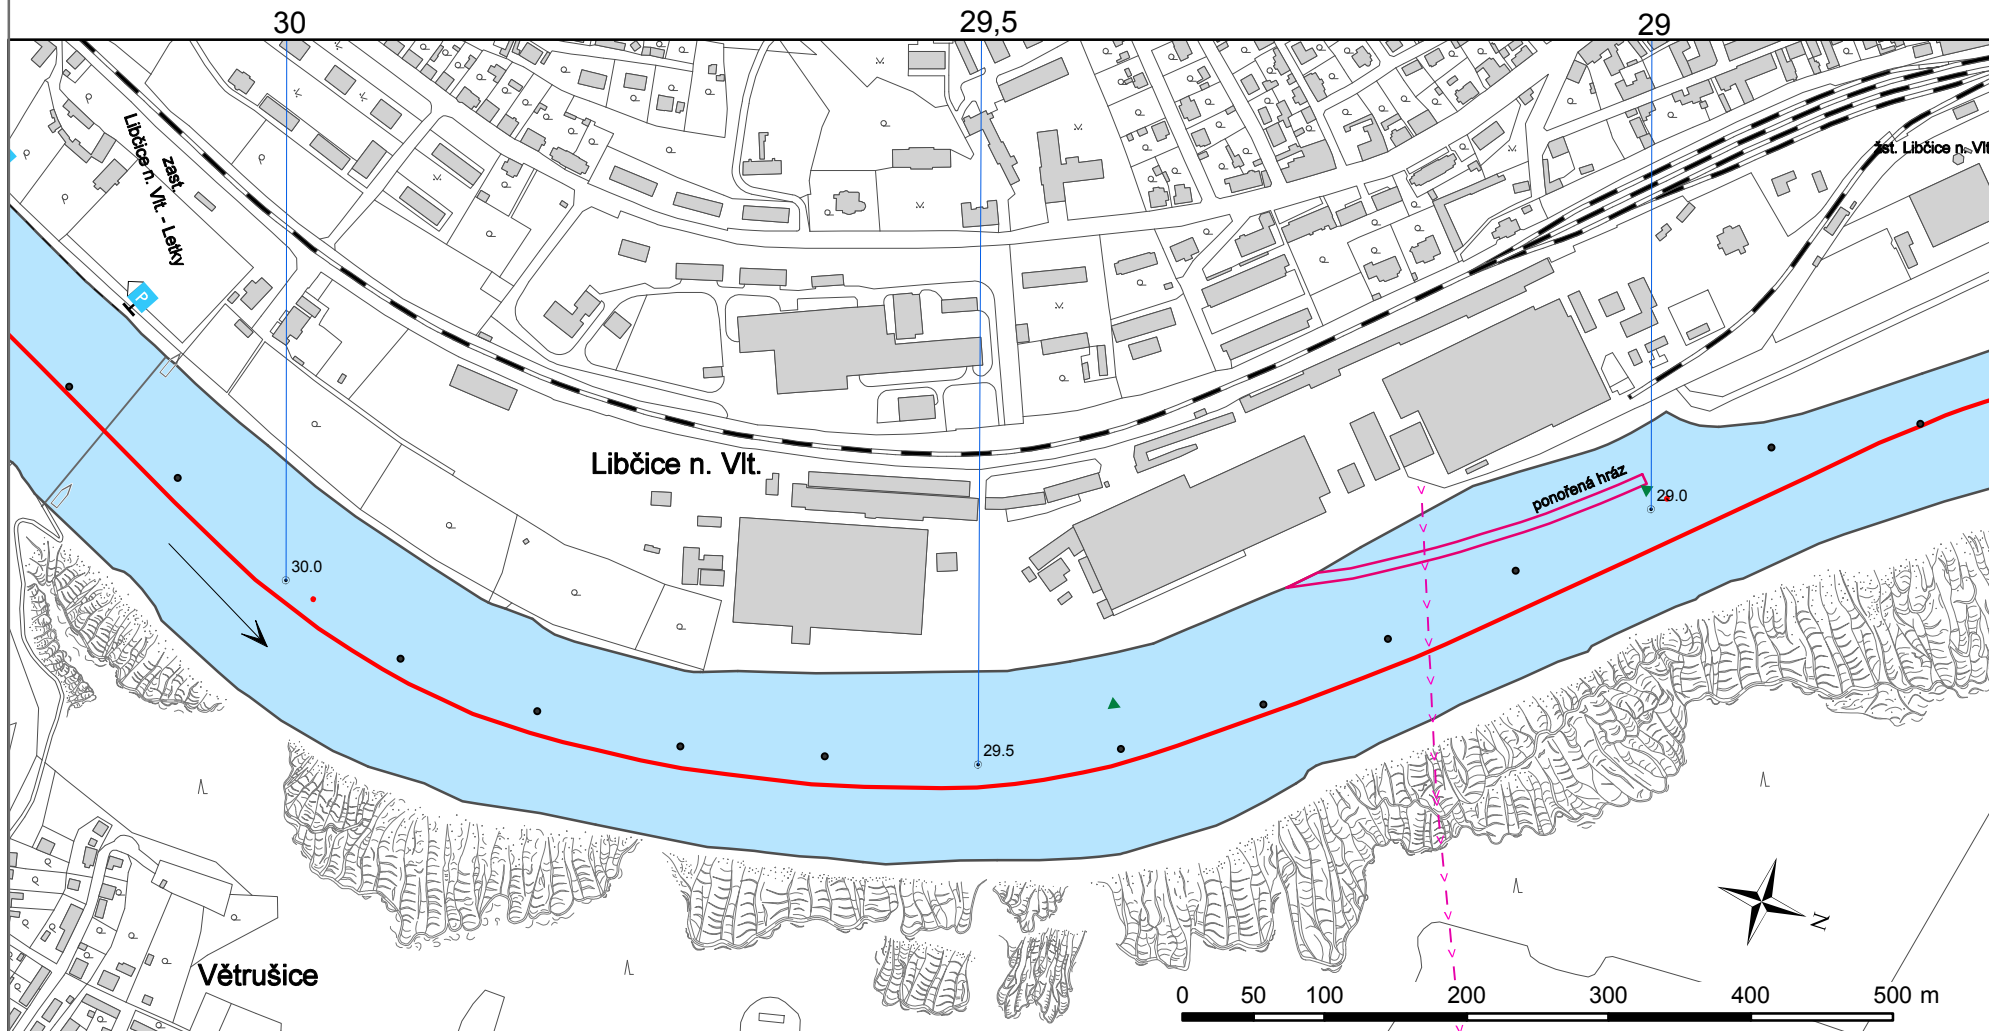 30
29,5
29
zast.
Libčice n. Vlt. - Letky
žst. Libčice n. Vlt
P
Libčice n. Vlt.
ponořená hráz
29.0
30.0
29.5
N
Větrušice
0
50
100
200
300
400
500 m